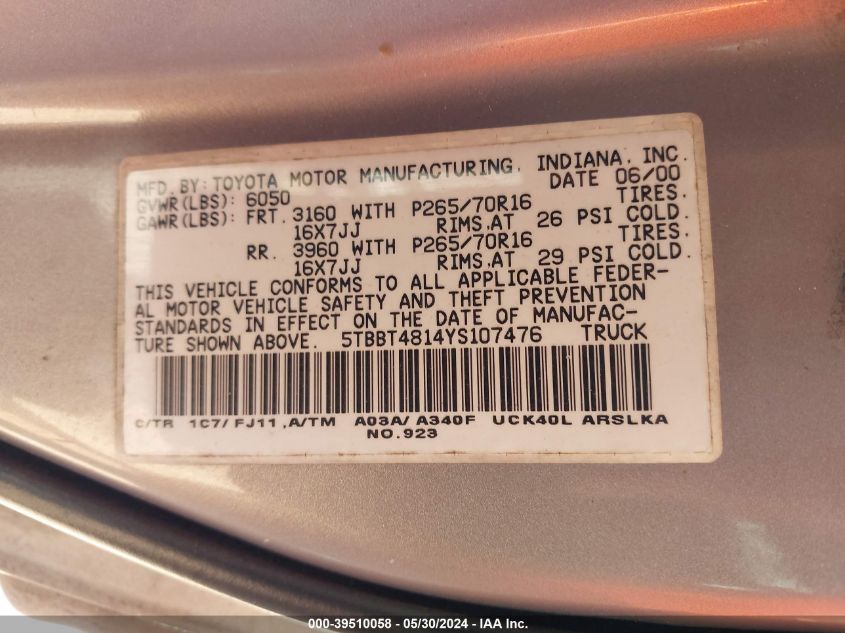 MFD. BY: TOYOTA MOTOR MANUFACTURING, INDIANA, INC.
GVWR(LBS): 6050 DATE 06/00
GAWR(LBS): FRT. 3160 WITH P265/70R16 TIRES.
16X7JJ RIMS.AT 26 PSI COLD.
RR. 3960 WITH P265/70R16 TIRES.
16X7JJ RIMS.AT 29 PSI COLD.
THIS VEHICLE CONFORMS TO ALL APPLICABLE FEDER-
AL MOTOR VEHICLE SAFETY AND THEFT PREVENTION
STANDARDS IN EFFECT ON THE DATE OF MANUFAC-
TURE SHOWN ABOVE. 5TBBT4814YS107476 TRUCK
C/TR 1C7/ FJ11 ,A/TM A03A/ A340F UCK40L ARSLKA
NO.923
000-39510058 - 05/30/2024 - IAA Inc.